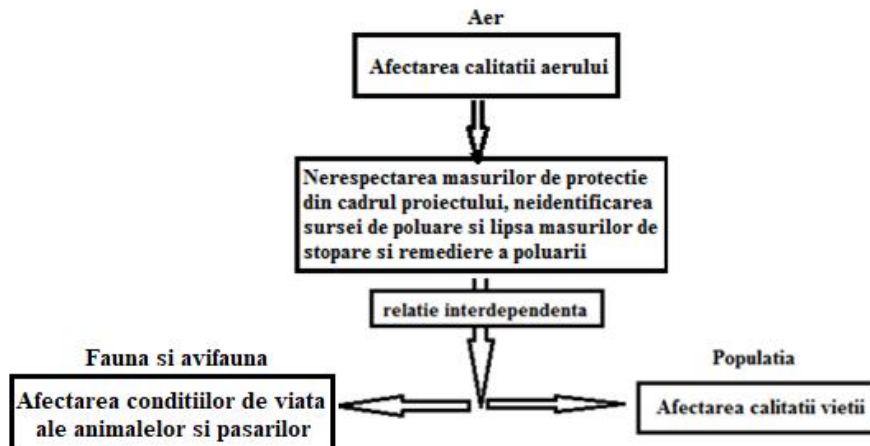 Aer
Afectarea calitatii aerului
Nerespectarea masurilor de protectie
din cadrul proiectului, neidentificarea
sursei de poluare si lipsa masurilor de
stopare si remediere a poluarii
relatie interdependenta
Fauna si avifauna
Afectarea conditiilor de viata
ale animalelor si pasarilor
Populatia
Afectarea calitatii vietii